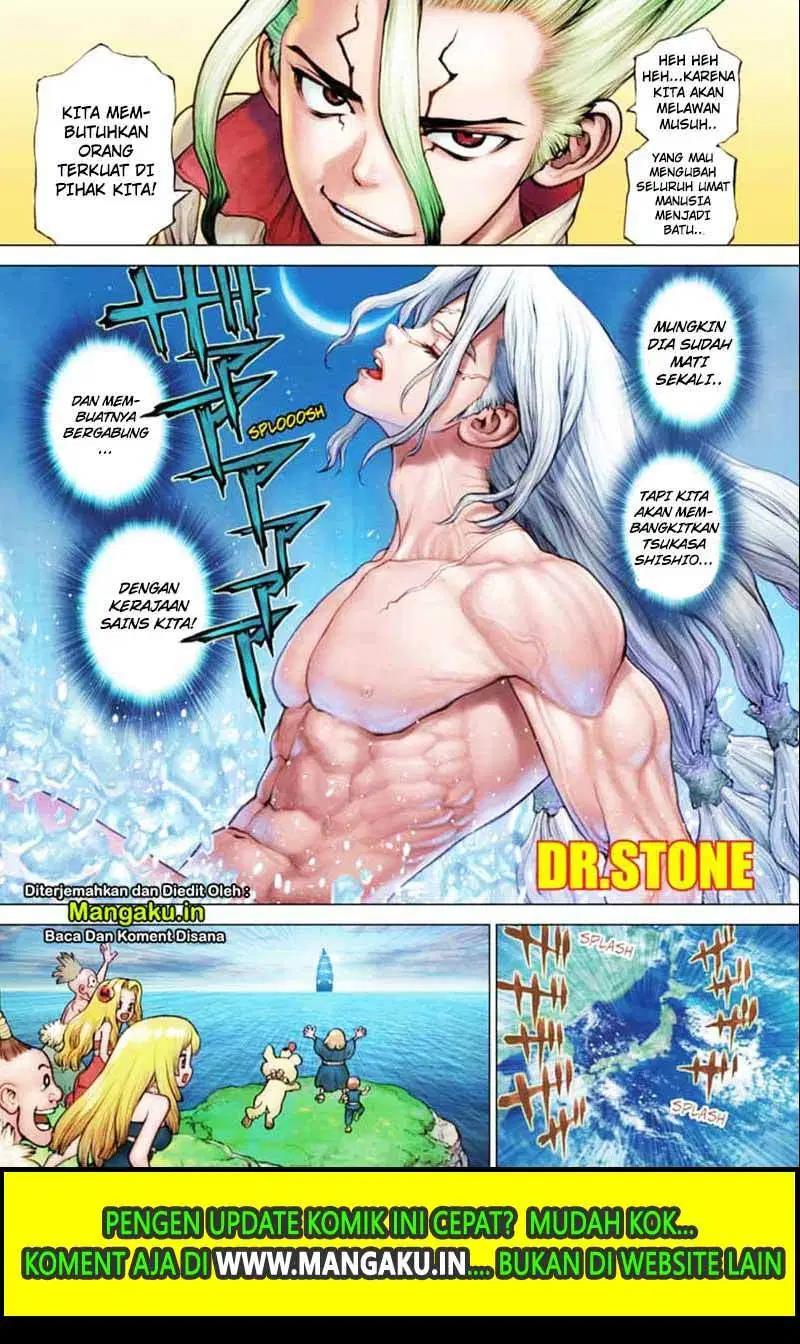 HEH HEH
HEH...KARENA
KITA AKAN
MELAWAN
MUSUH..
YANG MAU
MENGUBAH
SELURUH UMAT
MANUSIA
MENJADI
BATU..
KITA MEM-
BUTUHKAN
ORANG
TERKUAT DI
PIHAK KITA!
MUNGKIN
DIA SUDAH
MATI
SEKALI..
TAPI KITA
AKAN MEM-
BANGKITKAN
TSUKASA
SHISHIO...
DAN MEM-
BUATNYA
BERGABUNG
...
DENGAN
KERAJAAN
SAINS KITA!
SPLOOOSH
DR.STONE
Diterjemahkan dan Diedit Oleh :
Mangaku.in
Baca Dan Koment Disana
SPLASH
SPLASH
PENGEN UPDATE KOMIK INI CEPAT? MUDAH KOK...
KOMENT AJA DI WWW.MANGAKU.IN.... BUKAN DI WEBSITE LAIN